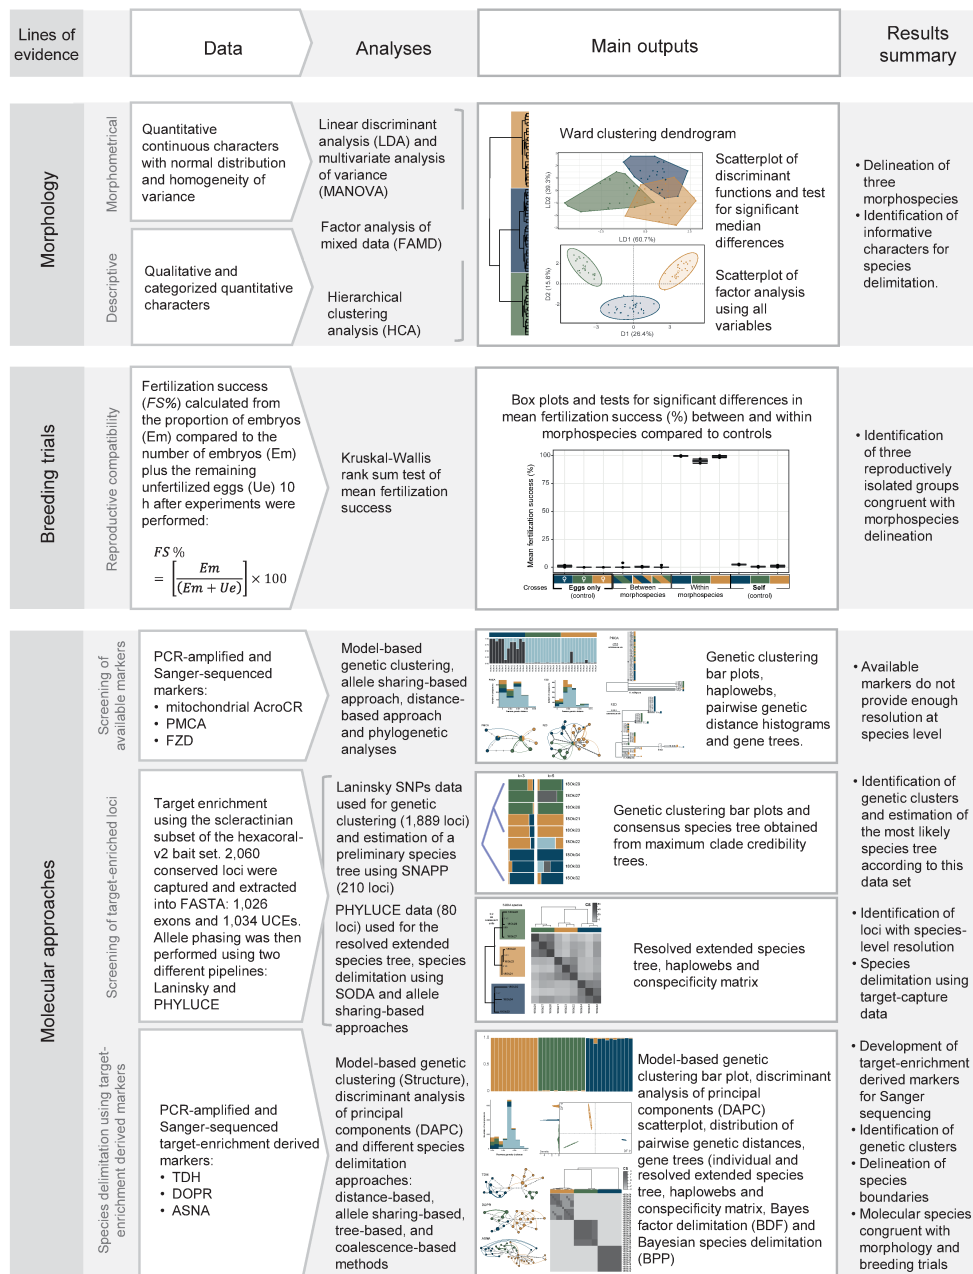 Lines of
evidence
Data
Analyses
Main outputs
Results
summary
Morphology
Morphometrical
Quantitative
continuous characters
with normal distribution
and homogeneity of
variance
Descriptive
Qualitative and
categorized quantitative
characters
Linear discriminant
analysis (LDA) and
multivariate analysis
of variance
(MANOVA)
Factor analysis of
mixed data (FAMD)
Hierarchical
clustering
analysis (HCA)
Ward clustering dendrogram
LD2 (39.3%)
LD1 (60.7%)
Scatterplot of
discriminant
functions and test
for significant
median
differences
D2 (15.6%)
2
0
-2
-3
0
3
D1 (26.4%)
Scatterplot of
factor analysis
using all
variables
• Delineation of
three
morphospecies
• Identification of
informative
characters for
species
delimitation.
Breeding trials
Reproductive compatibility
Fertilization success
(FS%) calculated from
the proportion of embryos
(Em) compared to the
number of embryos (Em)
plus the remaining
unfertilized eggs (Ue) 10
h after experiments were
performed:
FS %
= [ Em / (Em + Ue) ] × 100
Kruskal-Wallis
rank sum test of
mean fertilization
success
Box plots and tests for significant differences in
mean fertilization success (%) between and within
morphospecies compared to controls
Mean fertilization success (%)
100
75
50
25
0
♀ ♀ ♀
Crosses
Eggs only
(control)
Between
morphospecies
Within
morphospecies
Self
(control)
• Identification
of three
reproductively
isolated groups
congruent with
morphospecies
delineation
Molecular approaches
Screening of
available markers
PCR-amplified and
Sanger-sequenced
markers:
• mitochondrial AcroCR
• PMCA
• FZD
Model-based
genetic clustering,
allele sharing-based
approach, distance-
based approach
and phylogenetic
analyses
Genetic clustering
bar plots,
haplowebs,
pairwise genetic
distance histograms
and gene trees.
• Available
markers do not
provide enough
resolution at
species level
Screening of target-enriched loci
Target enrichment
using the scleractinian
subset of the hexacoral-
v2 bait set. 2,060
conserved loci were
captured and extracted
into FASTA: 1,026
exons and 1,034 UCEs.
Allele phasing was then
performed using two
different pipelines:
Laninsky and
PHYLUCE
Laninsky SNPs data
used for genetic
clustering (1,889 loci)
and estimation of a
preliminary species
tree using SNAPP
(210 loci)
PHYLUCE data (80
loci) used for the
resolved extended
species tree, species
delimitation using
SODA and allele
sharing-based
approaches
Genetic clustering bar plots and
consensus species tree obtained
from maximum clade credibility
trees.
• Identification of
genetic clusters
and estimation of
the most likely
species tree
according to this
data set
Resolved extended species
tree, haplowebs and
conspecificity matrix
• Identification of
loci with species-
level resolution
• Species
delimitation using
target-capture
data
Species delimitation using target-
enrichment derived markers
PCR-amplified and
Sanger-sequenced
target-enrichment derived
markers:
• TDH
• DOPR
• ASNA
Model-based genetic
clustering (Structure),
discriminant analysis
of principal
components (DAPC)
and different species
delimitation
approaches:
distance-based,
allele sharing-based,
tree-based, and
coalescence-based
methods
Model-based genetic
clustering bar plot, discriminant
analysis of principal
components (DAPC)
scatterplot, distribution of
pairwise genetic distances,
gene trees (individual and
resolved extended species
tree, haplowebs and
conspecificity matrix, Bayes
factor delimitation (BDF) and
Bayesian species delimitation
(BPP)
• Development of
target-enrichment
derived markers
for Sanger
sequencing
• Identification of
genetic clusters
• Delineation of
species
boundaries
• Molecular species
congruent with
morphology and
breeding trials